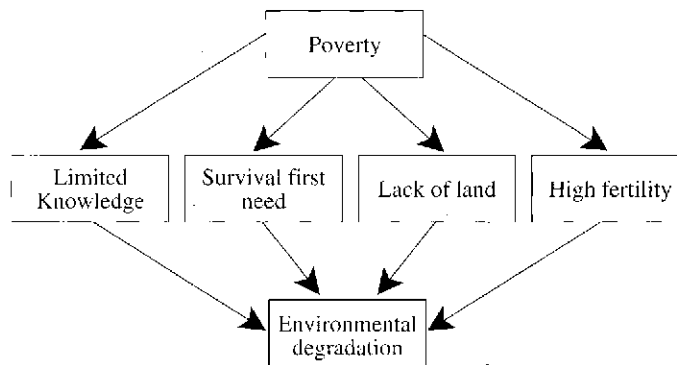 Poverty
Limited
Knowledge
Survival first
need
Lack of land
High fertility
Environmental
degradation